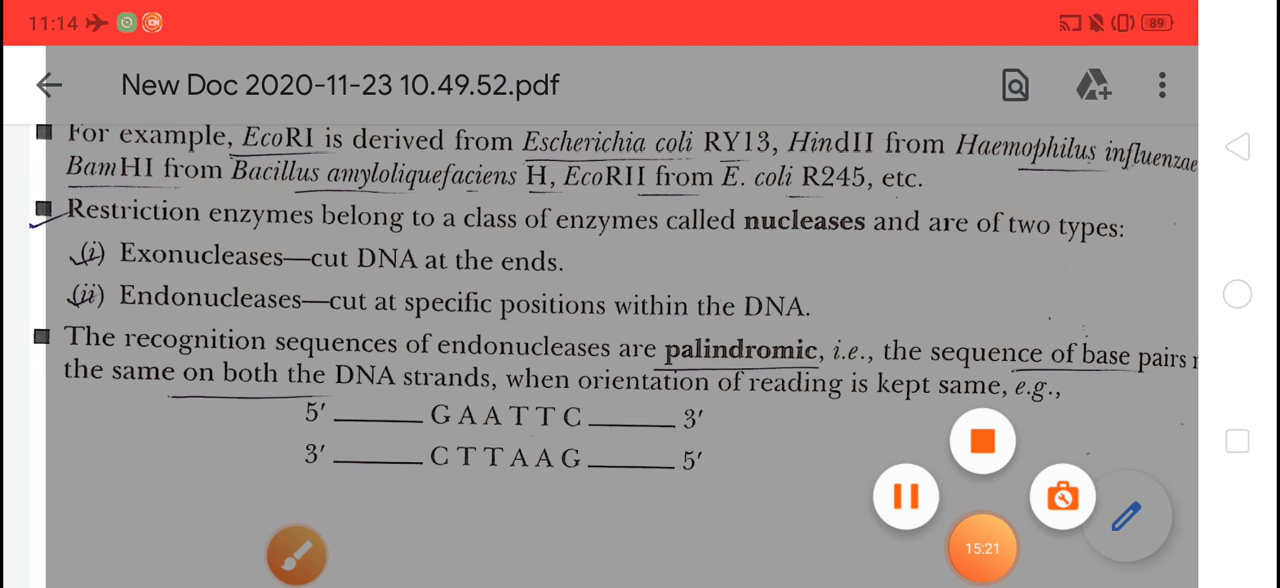 11:14 89
New Doc 2020-11-23 10.49.52.pdf
For example, EcoRI is derived from Escherichia coli RY13, HindII from Haemophilus influenzae
BamHI from Bacillus amyloliquefaciens H, EcoRII from E. coli R245, etc.
Restriction enzymes belong to a class of enzymes called nucleases and are of two types:
(i) Exonucleases—cut DNA at the ends.
(ii) Endonucleases—cut at specific positions within the DNA.
The recognition sequences of endonucleases are palindromic, i.e., the sequence of base pairs
the same on both the DNA strands, when orientation of reading is kept same, e.g.,
5′ ______ G A A T T C ______ 3′
3′ ______ C T T A A G ______ 5′
15:21